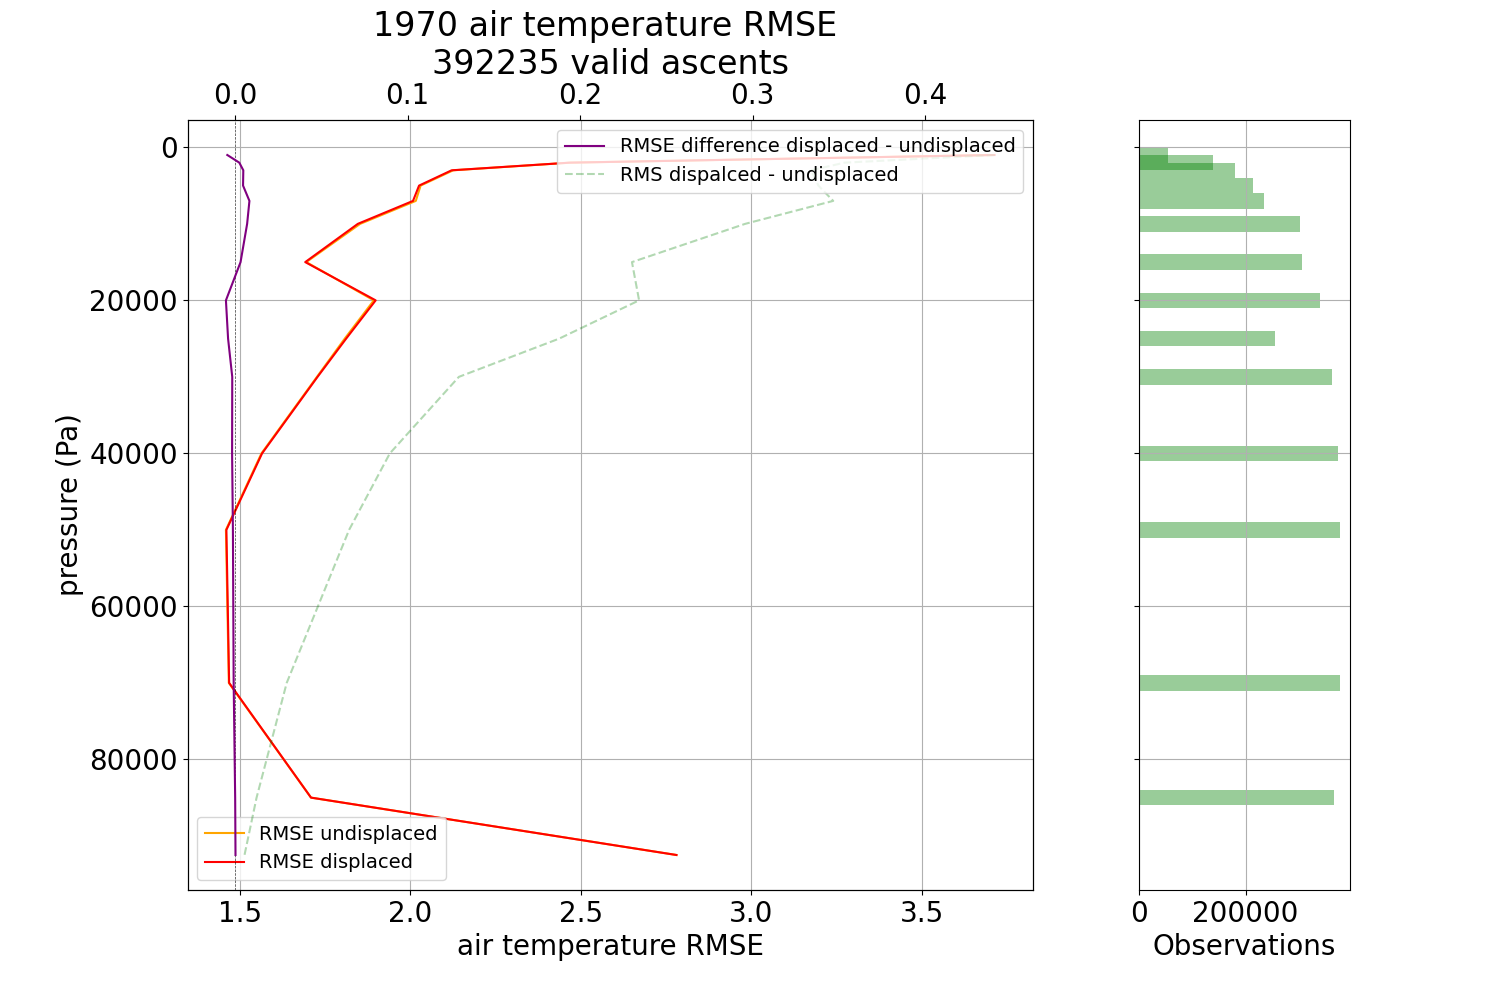 1970 air temperature RMSE
392235 valid ascents
0.0 0.1 0.2 0.3 0.4
RMSE difference displaced - undisplaced
RMS dispalced - undisplaced
0
20000
40000
60000
80000
pressure (Pa)
RMSE undisplaced
RMSE displaced
1.5 2.0 2.5 3.0 3.5
air temperature RMSE
0 200000
Observations